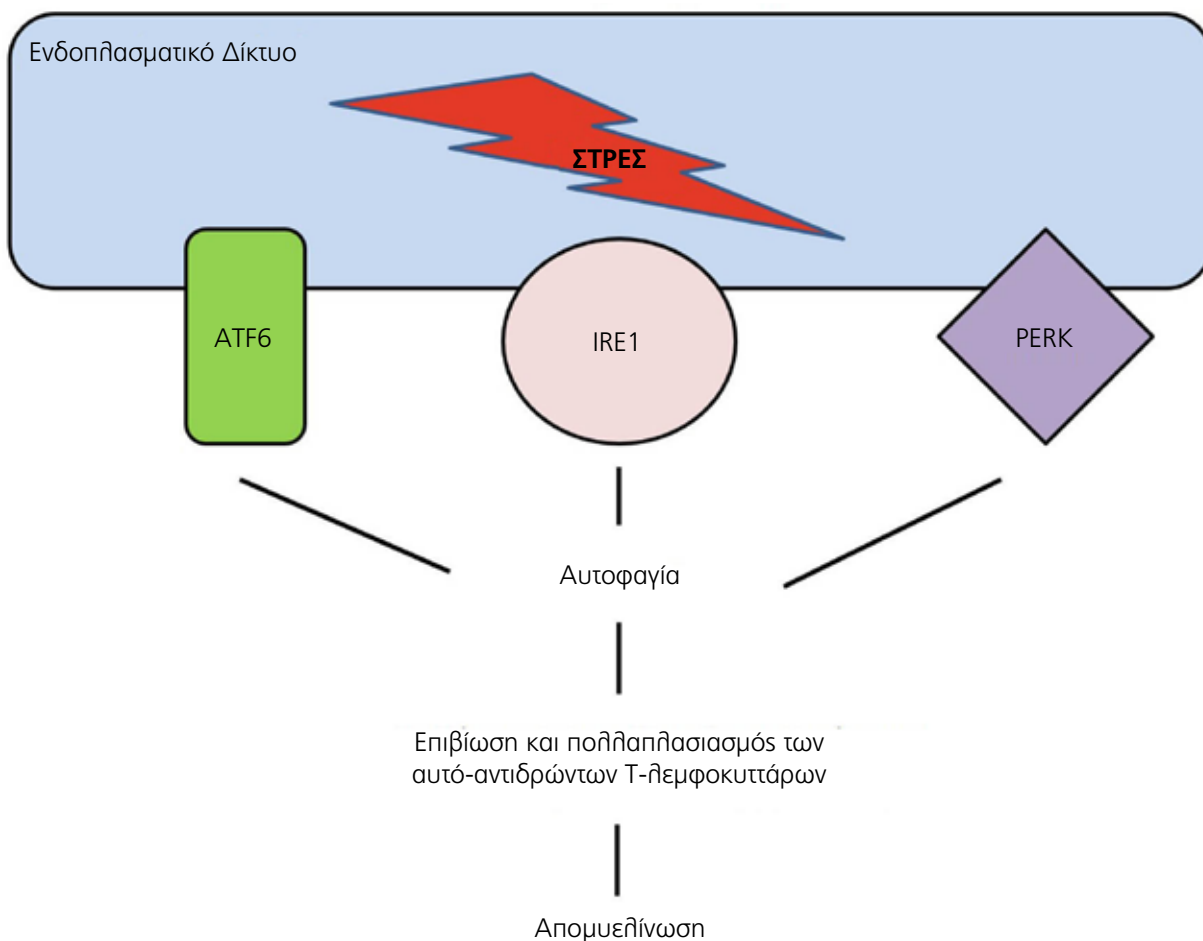 Ενδοπλασματικό Δίκτυο
ΣΤΡΕΣ
ATF6
IRE1
PERK
Αυτοφαγία
Επιβίωση και πολλαπλασιασμός των
αυτό-αντιδρώντων Τ-λεμφοκυττάρων
Απομυελίνωση